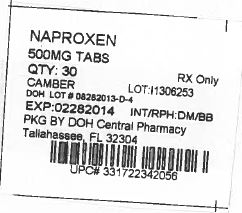 NAPROXEN
500MG TABS
QTY: 30 RX Only
CAMBER LOT:I1306253
DOH LOT # 08282013-D-4
EXP:02282014 INT/RPH:DM/BB
PKG BY DOH Central Pharmacy
Tallahassee, FL 32304
UPC# 331722342056